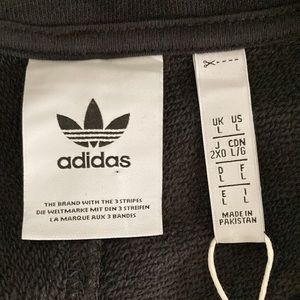 adidas
THE BRAND WITH THE 3 STRIPES
DIE WELTMARKE MIT DEN 3 STREIFEN
LA MARQUE AUX 3 BANDES
UK US
L L
J CDN
2XO L/G
D F
L L
E I
L L
MADE IN
PAKISTAN